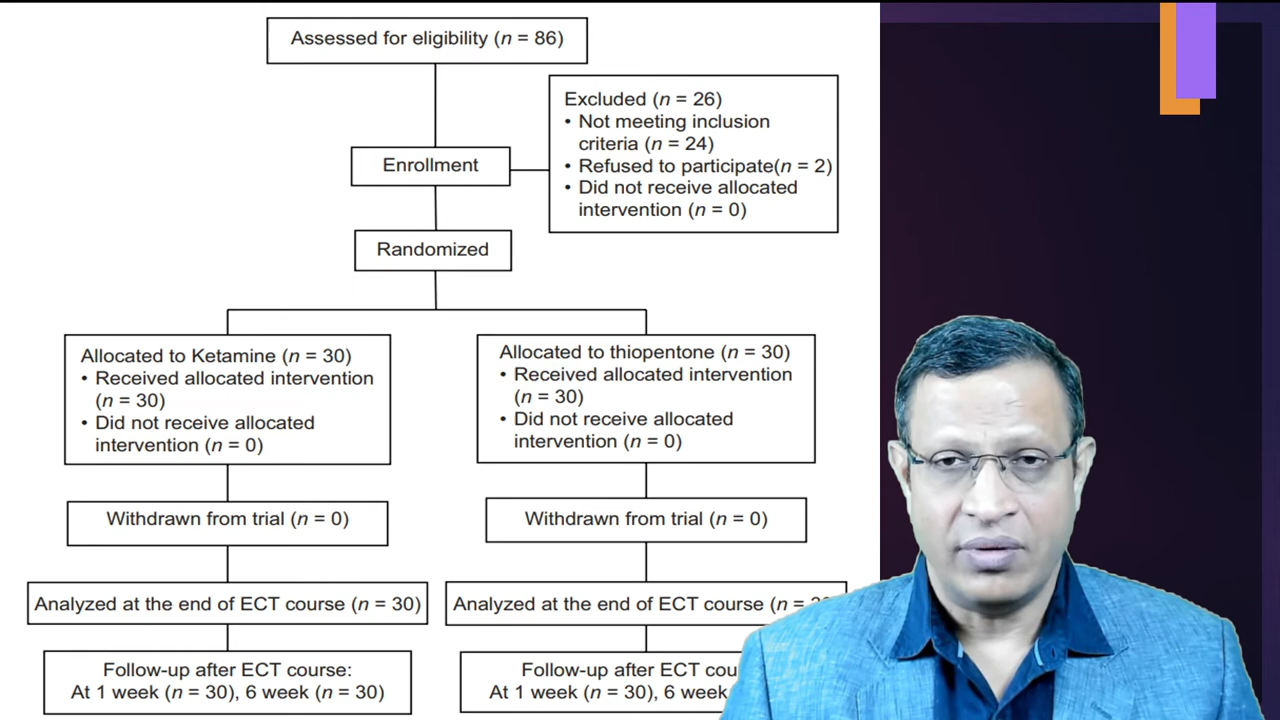 Assessed for eligibility (n = 86)
Excluded (n = 26)
• Not meeting inclusion
criteria (n = 24)
• Refused to participate(n = 2)
• Did not receive allocated
intervention (n = 0)
Enrollment
Randomized
Allocated to Ketamine (n = 30)
• Received allocated intervention
(n = 30)
• Did not receive allocated
intervention (n = 0)
Allocated to thiopentone (n = 30)
• Received allocated intervention
(n = 30)
• Did not receive allocated
intervention (n = 0)
Withdrawn from trial (n = 0)
Withdrawn from trial (n = 0)
Analyzed at the end of ECT course (n = 30)
Analyzed at the end of ECT course (n =
Follow-up after ECT course:
At 1 week (n = 30), 6 week (n = 30)
Follow-up after ECT
At 1 week (n = 30), 6 week